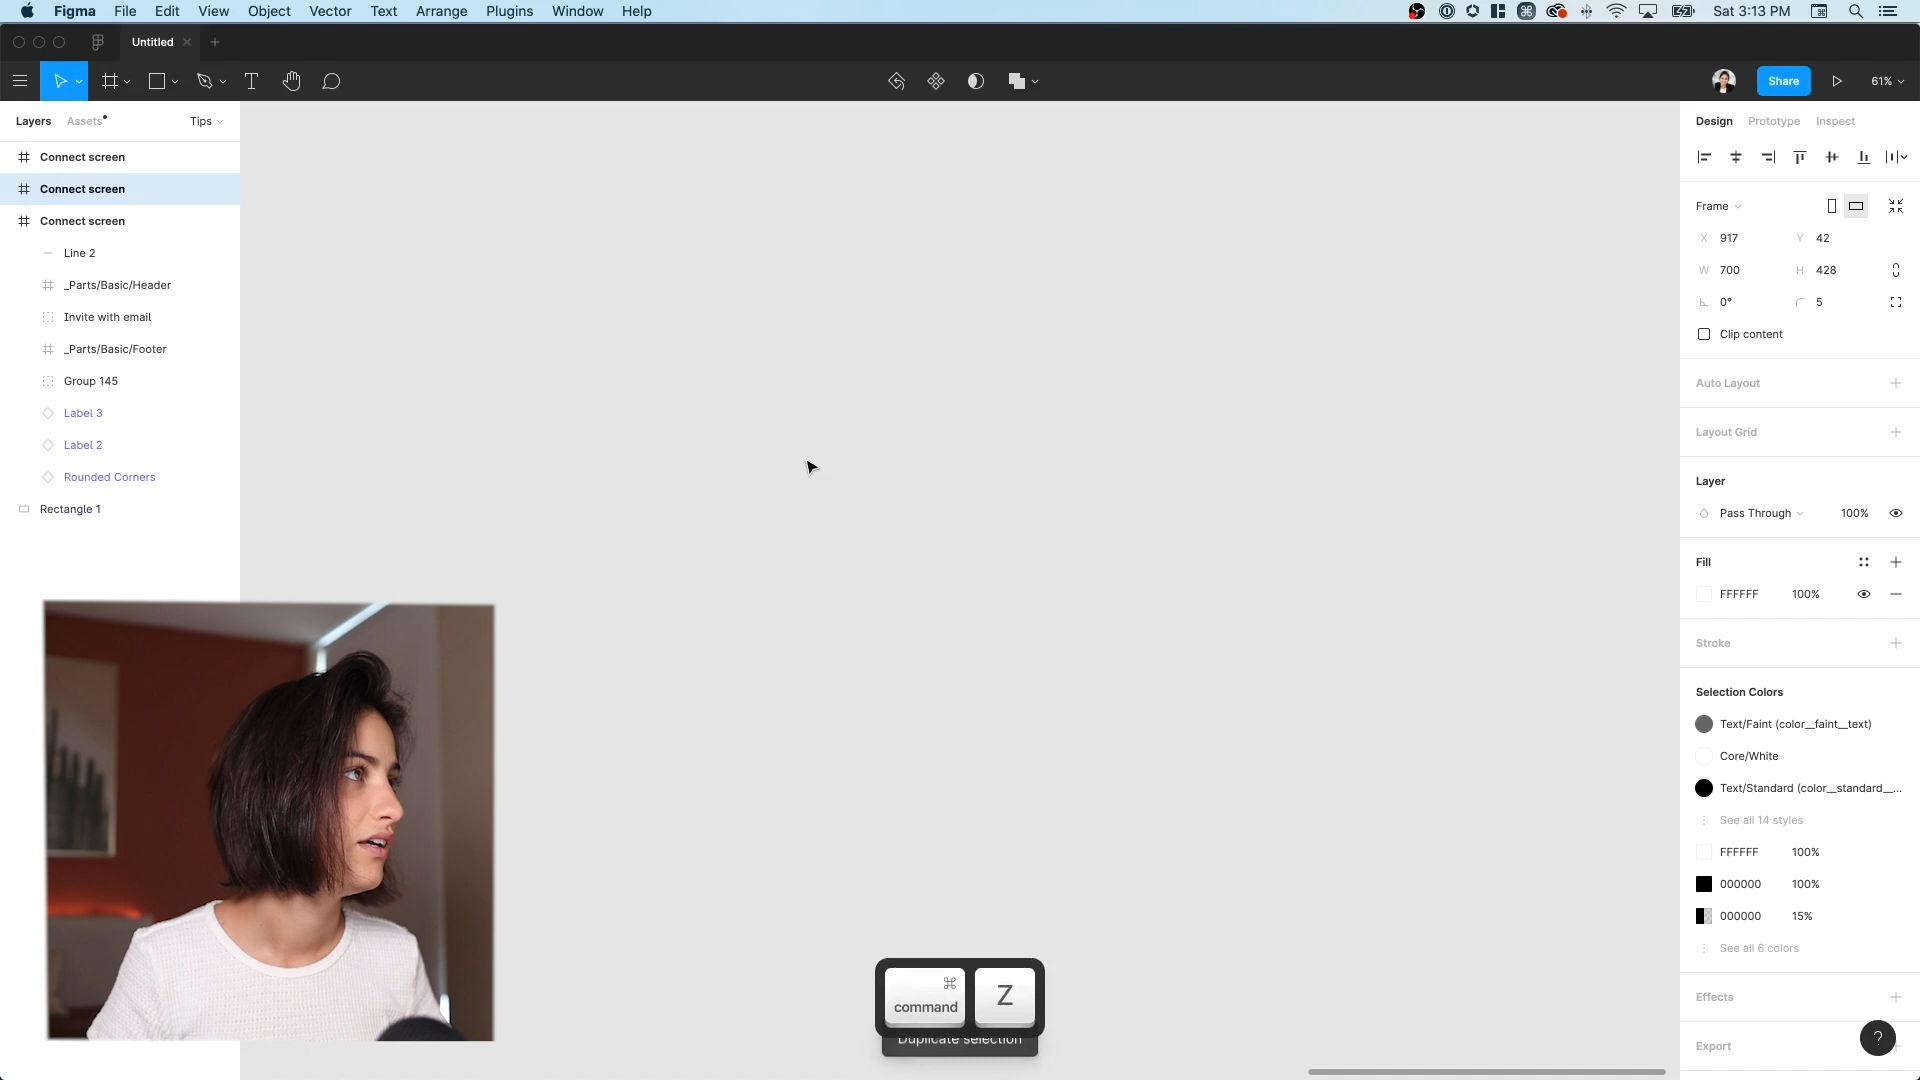 Figma File Edit View Object Vector Text Arrange Plugins Window Help
Sat 3:13 PM
Untitled
Share
61%
Layers Assets Tips
Connect screen
Connect screen
Connect screen
Line 2
_Parts/Basic/Header
Invite with email
_Parts/Basic/Footer
Group 145
Label 3
Label 2
Rounded Corners
Rectangle 1
⌘
command
Z
Duplicate selection
Design Prototype Inspect
Frame
X 917 Y 42
W 700 H 428
0° 5
Clip content
Auto Layout
Layout Grid
Layer
Pass Through 100%
Fill
FFFFFF 100%
Stroke
Selection Colors
Text/Faint (color__faint__text)
Core/White
Text/Standard (color__standard__...
See all 14 styles
FFFFFF 100%
000000 100%
000000 15%
See all 6 colors
Effects
Export
?